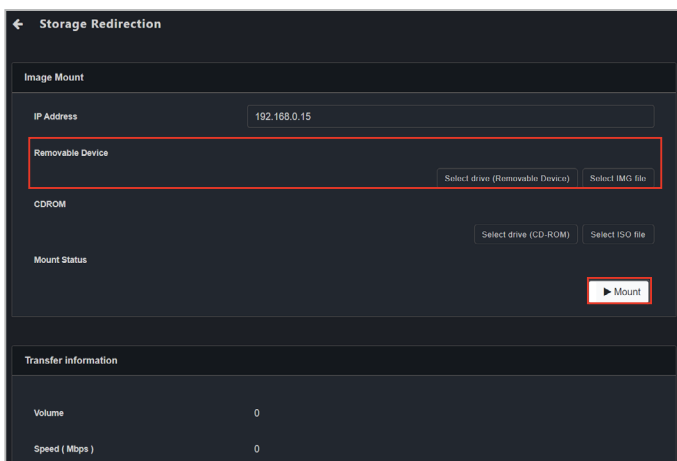 Storage Redirection
Image Mount
IP Address 192.168.0.15
Removable Device
Select drive (Removable Device) Select IMG file
CDROM
Select drive (CD-ROM) Select ISO file
Mount Status
Mount
Transfer information
Volume 0
Speed ( Mbps ) 0